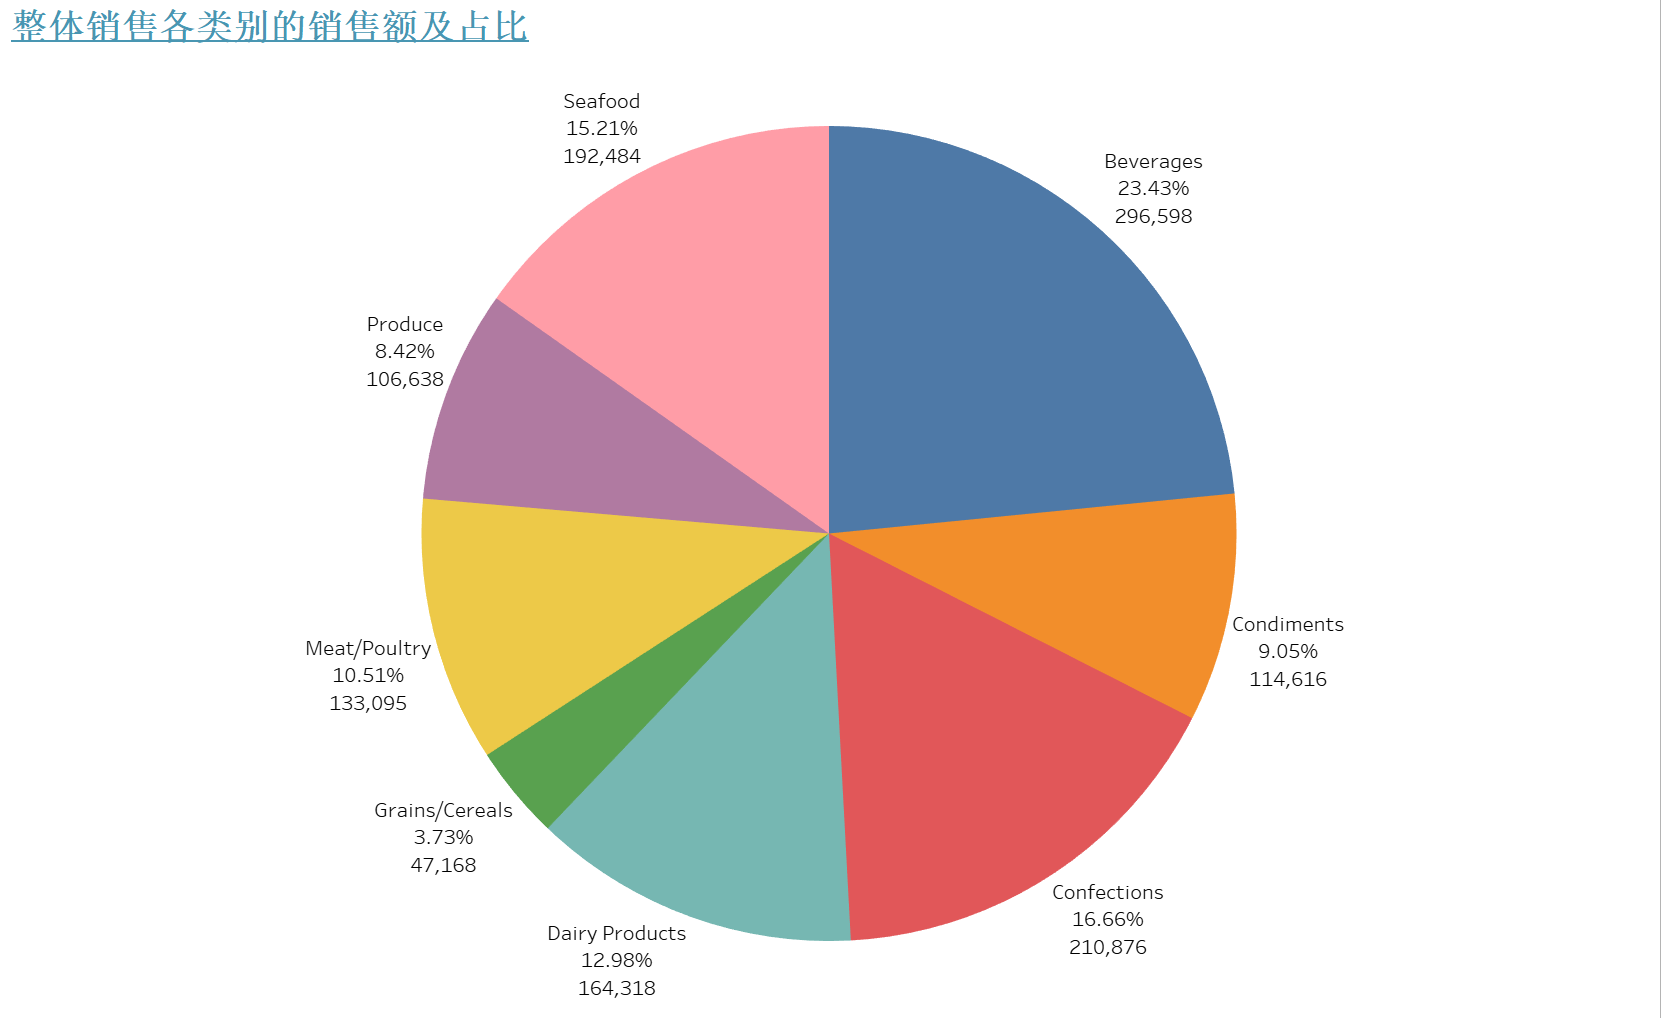 整体销售各类别的销售额及占比
Seafood
15.21%
192,484
Beverages
23.43%
296,598
Produce
8.42%
106,638
Condiments
9.05%
114,616
Meat/Poultry
10.51%
133,095
Grains/Cereals
3.73%
47,168
Confections
16.66%
210,876
Dairy Products
12.98%
164,318